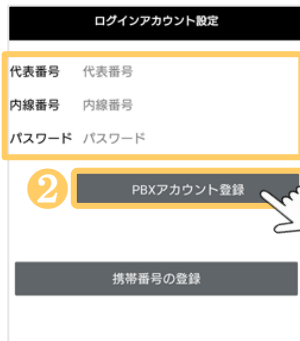 ログインアカウント設定
代表番号 代表番号
内線番号 内線番号
パスワード パスワード
2 PBXアカウント登録
携帯番号の登録